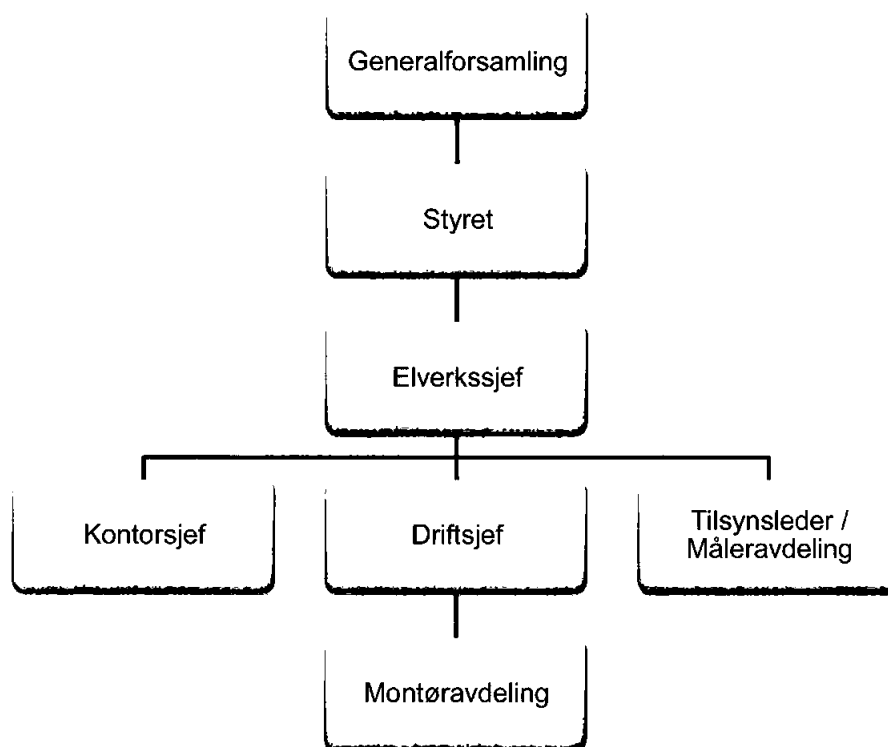 Generalforsamling
Styret
Elverkssjef
Kontorsjef
Driftsjef
Tilsynsleder /
Måleravdeling
Montøravdeling